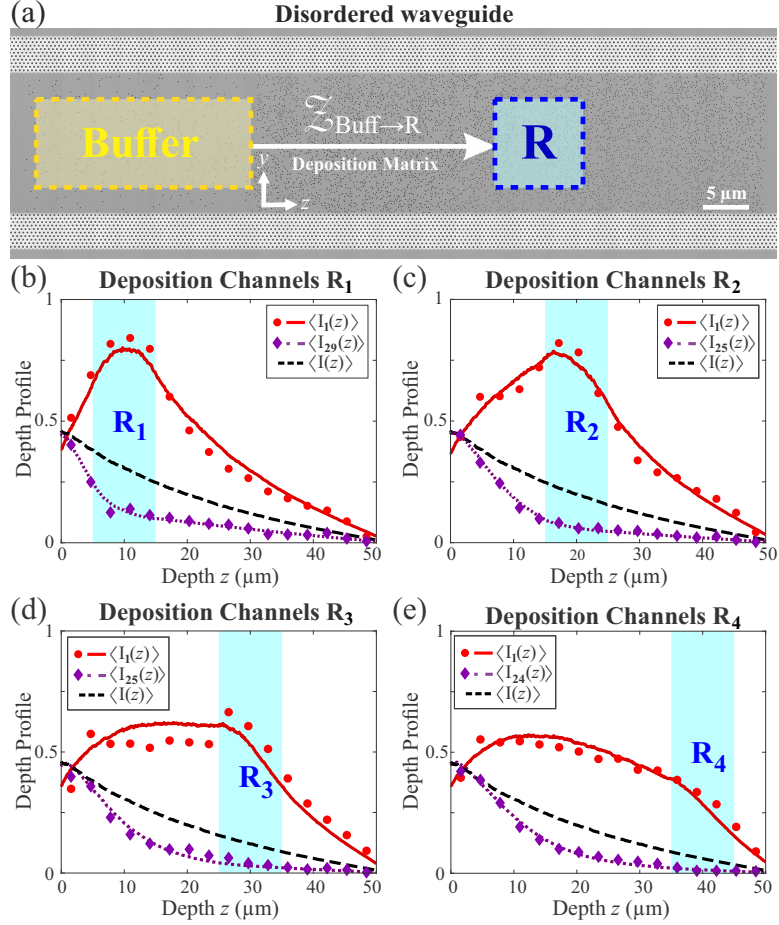 (a) Disordered waveguide
Buffer
𝒵Buff→R
Deposition Matrix
R
y
z
5 µm
(b) Deposition Channels R₁
1
0.5
0
Depth Profile
⟨I₁(z)⟩
⟨I₂₉(z)⟩
⟨I(z)⟩
R₁
0 10 20 30 40 50
Depth z (µm)
(c) Deposition Channels R₂
1
0.5
0
Depth Profile
⟨I₁(z)⟩
⟨I₂₅(z)⟩
⟨I(z)⟩
R₂
0 10 20 30 40 50
Depth z (µm)
(d) Deposition Channels R₃
1
0.5
0
Depth Profile
⟨I₁(z)⟩
⟨I₂₅(z)⟩
⟨I(z)⟩
R₃
0 10 20 30 40 50
Depth z (µm)
(e) Deposition Channels R₄
1
0.5
0
Depth Profile
⟨I₁(z)⟩
⟨I₂₄(z)⟩
⟨I(z)⟩
R₄
0 10 20 30 40 50
Depth z (µm)